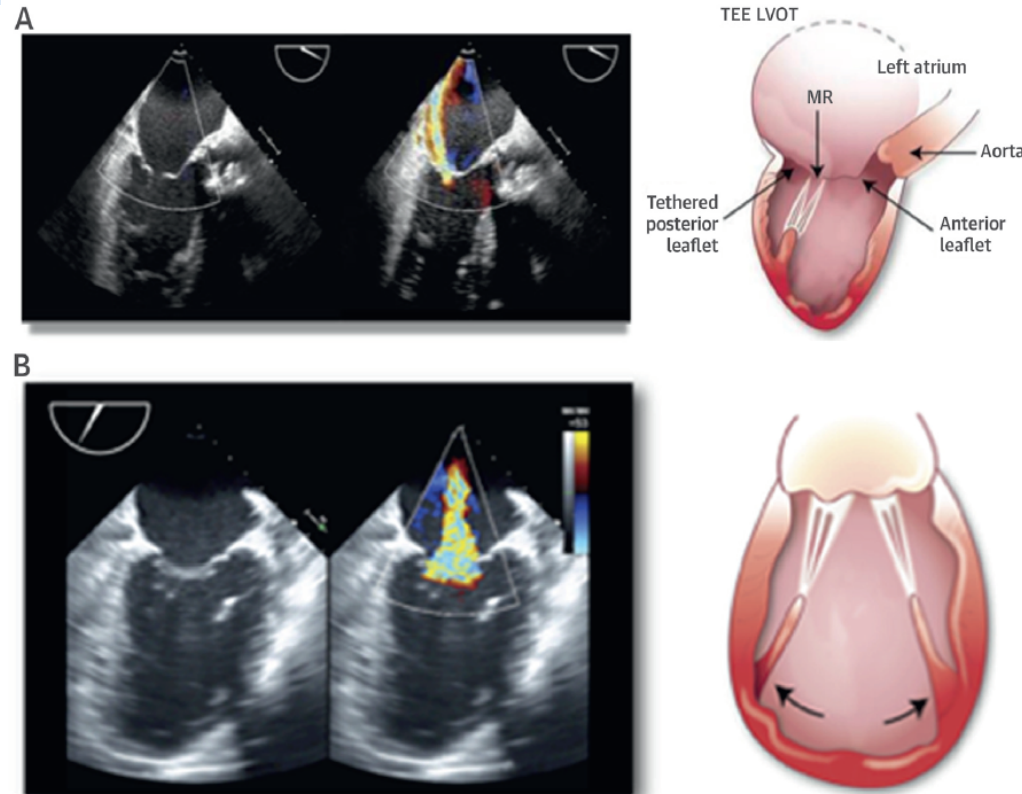 A
TEE LVOT
Left atrium
MR
Aorta
Tethered
posterior
leaflet
Anterior
leaflet
B